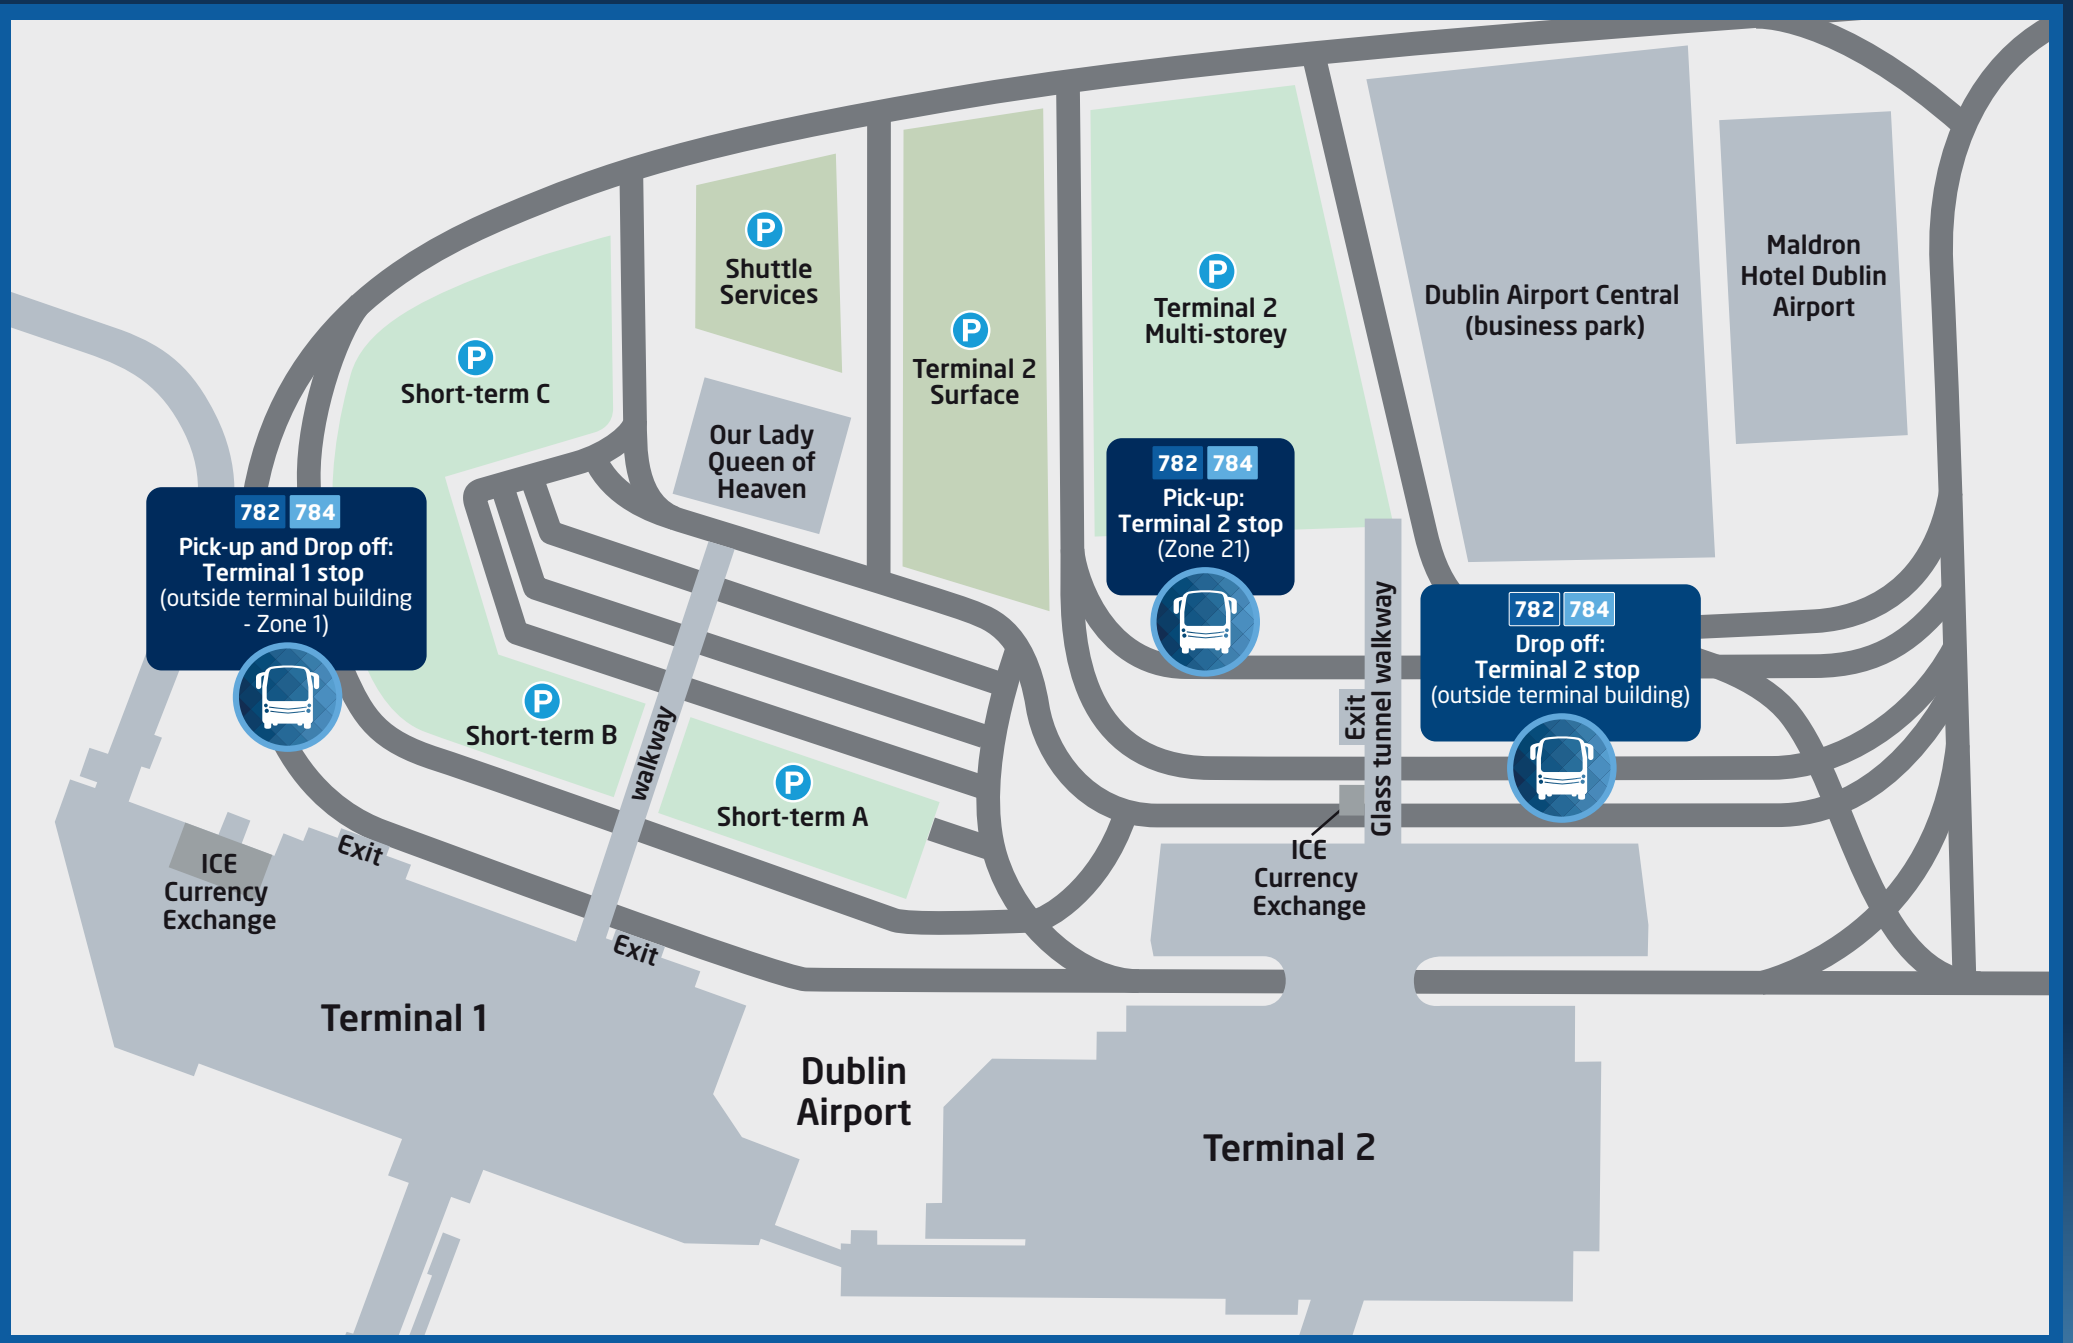 P
Shuttle
Services
P
Short-term C
P
Terminal 2
Surface
P
Terminal 2
Multi-storey
Dublin Airport Central
(business park)
Maldron
Hotel Dublin
Airport
Our Lady
Queen of
Heaven
782 784
Pick-up and Drop off:
Terminal 1 stop
(outside terminal building
- Zone 1)
782 784
Pick-up:
Terminal 2 stop
(Zone 21)
782 784
Drop off:
Terminal 2 stop
(outside terminal building)
P
Short-term B
walkway
P
Short-term A
Exit
Glass tunnel walkway
ICE
Currency
Exchange
Exit
Exit
ICE
Currency
Exchange
Terminal 1
Dublin
Airport
Terminal 2